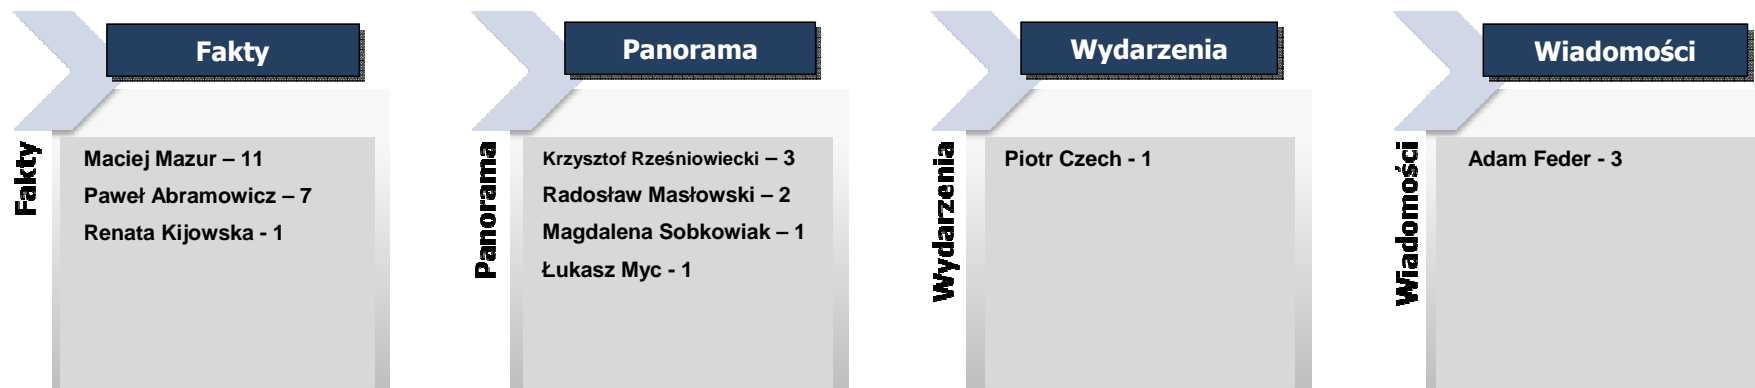 Fakty
Fakty
Maciej Mazur – 11
Paweł Abramowicz – 7
Renata Kijowska - 1
Panorama
Panorama
Krzysztof Rześniowiecki – 3
Radosław Masłowski – 2
Magdalena Sobkowiak – 1
Łukasz Myc - 1
Wydarzenia
Wydarzenia
Piotr Czech - 1
Wiadomości
Wiadomości
Adam Feder - 3